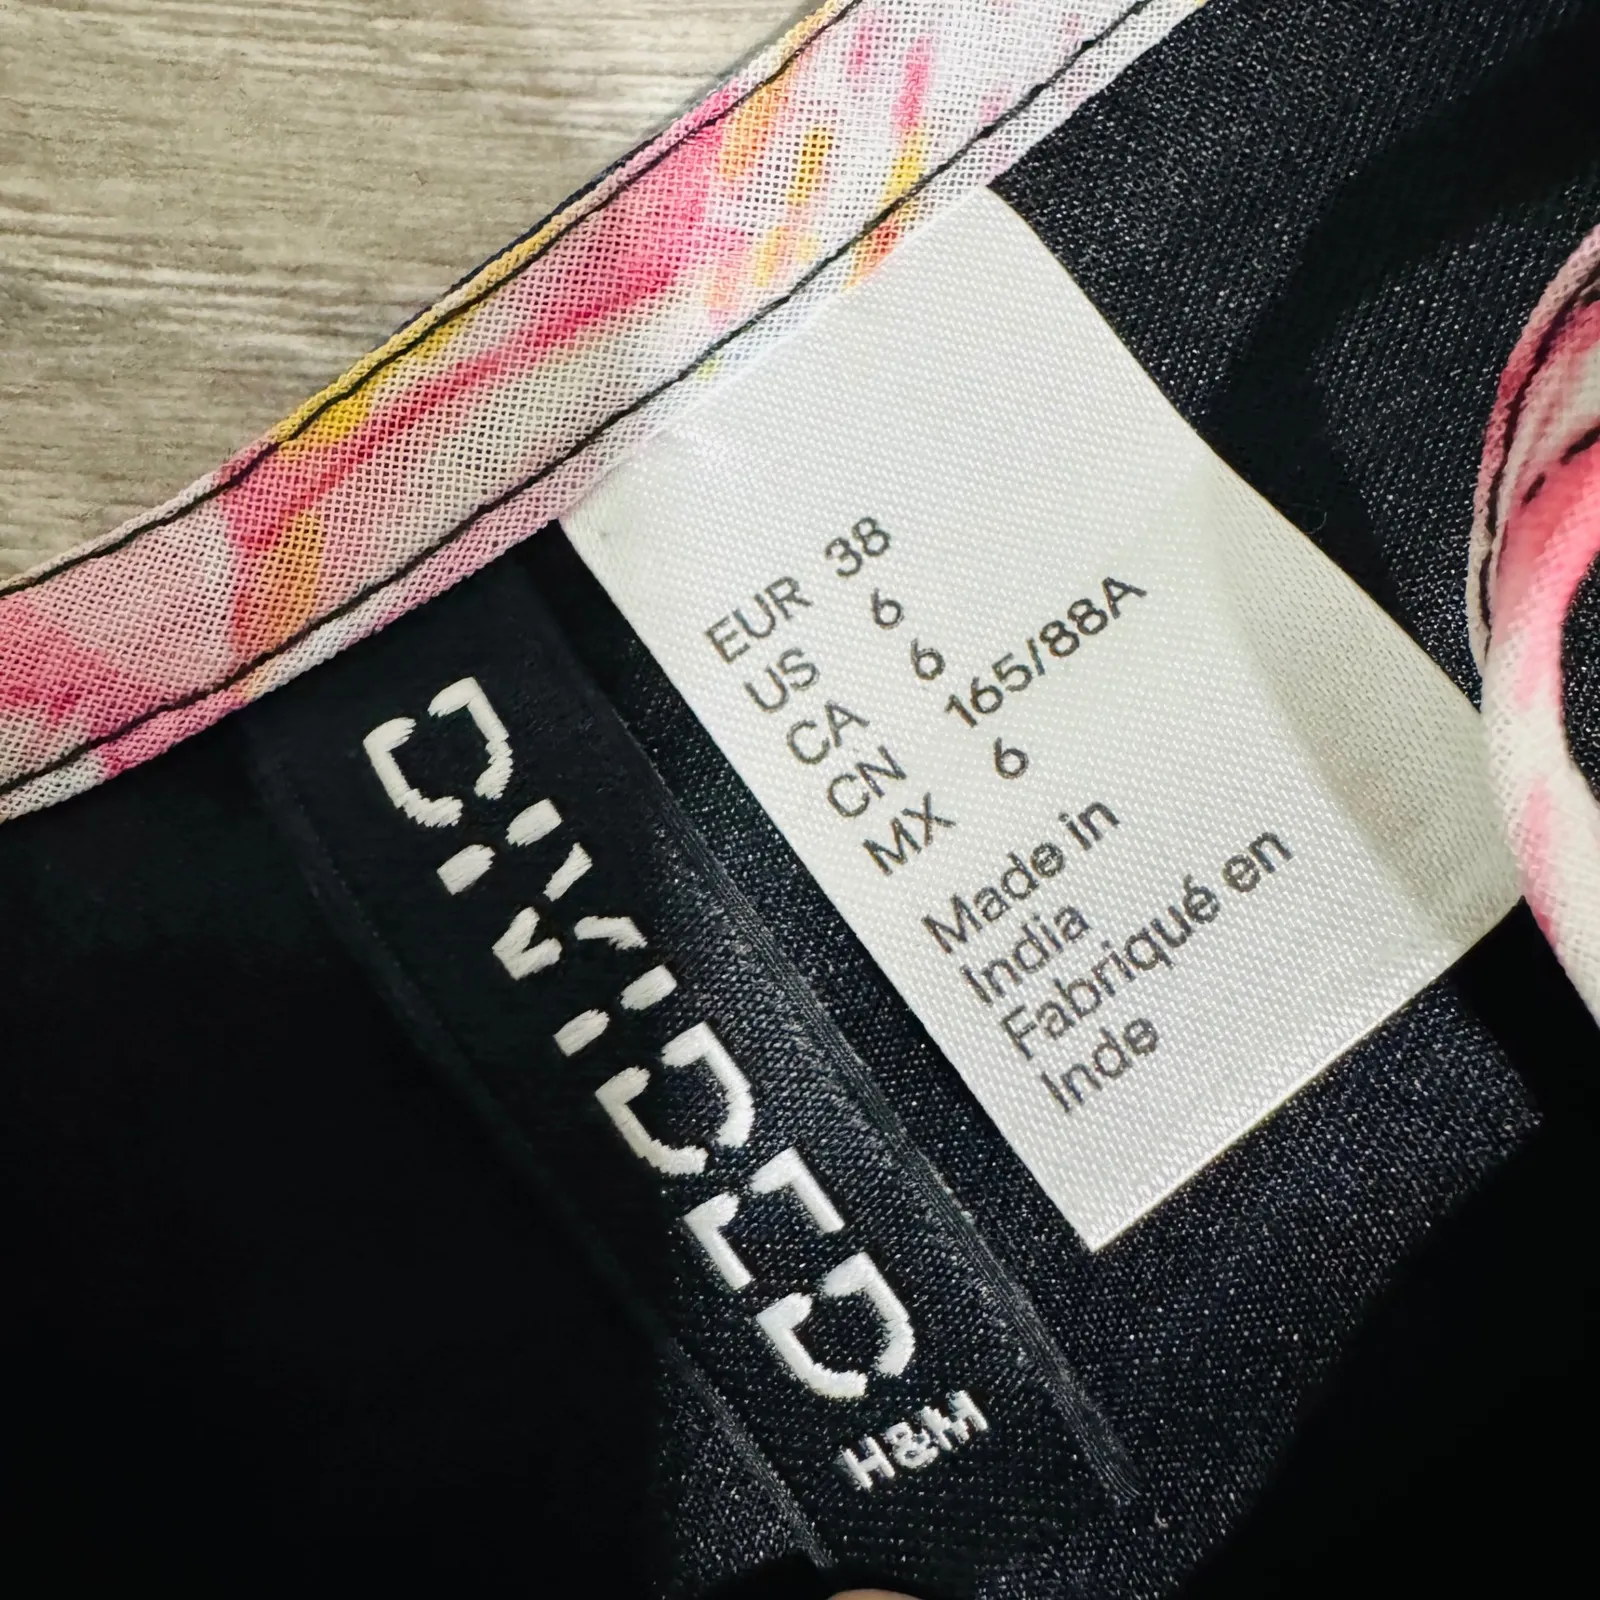 DIVIDED
H&M
EUR 38
US 6
CA 6
CN 165/88A
MX 6
Made in
India
Fabriqué en
Inde